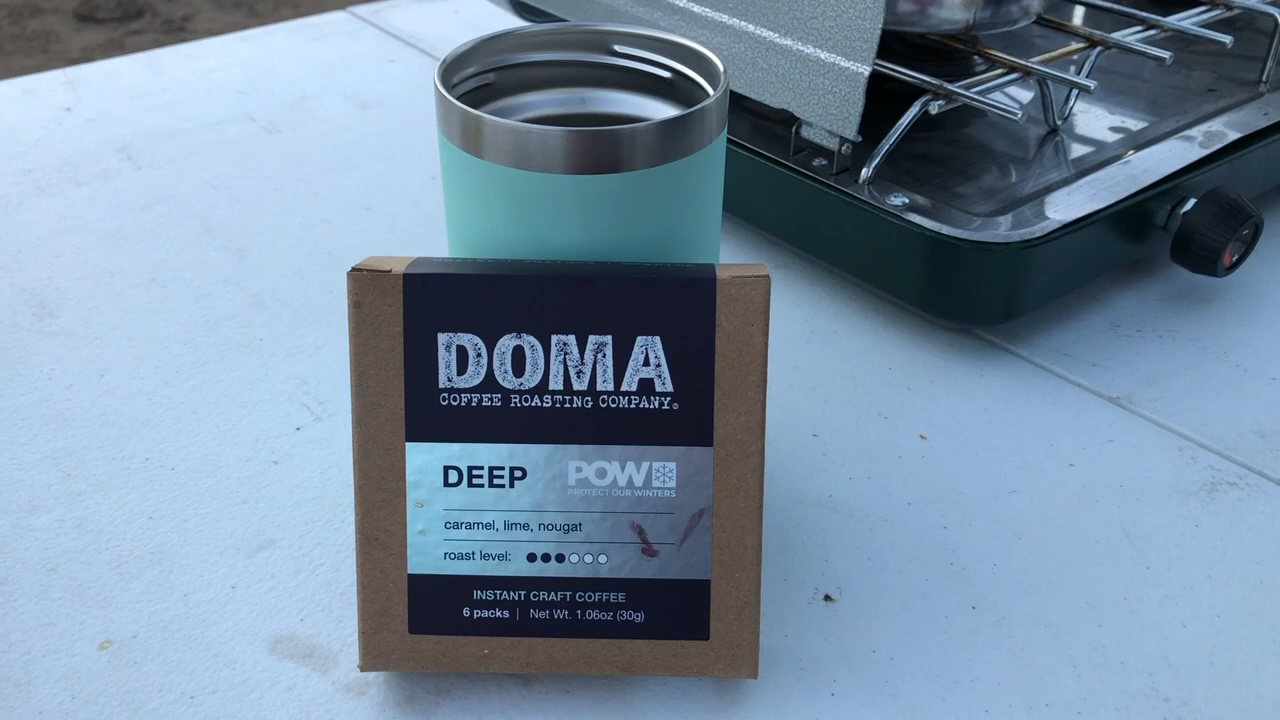 DOMA
COFFEE ROASTING COMPANY
DEEP
POW
PROTECT OUR WINTERS
caramel, lime, nougat
roast level:
INSTANT CRAFT COFFEE
6 packs | Net Wt. 1.06oz (30g)